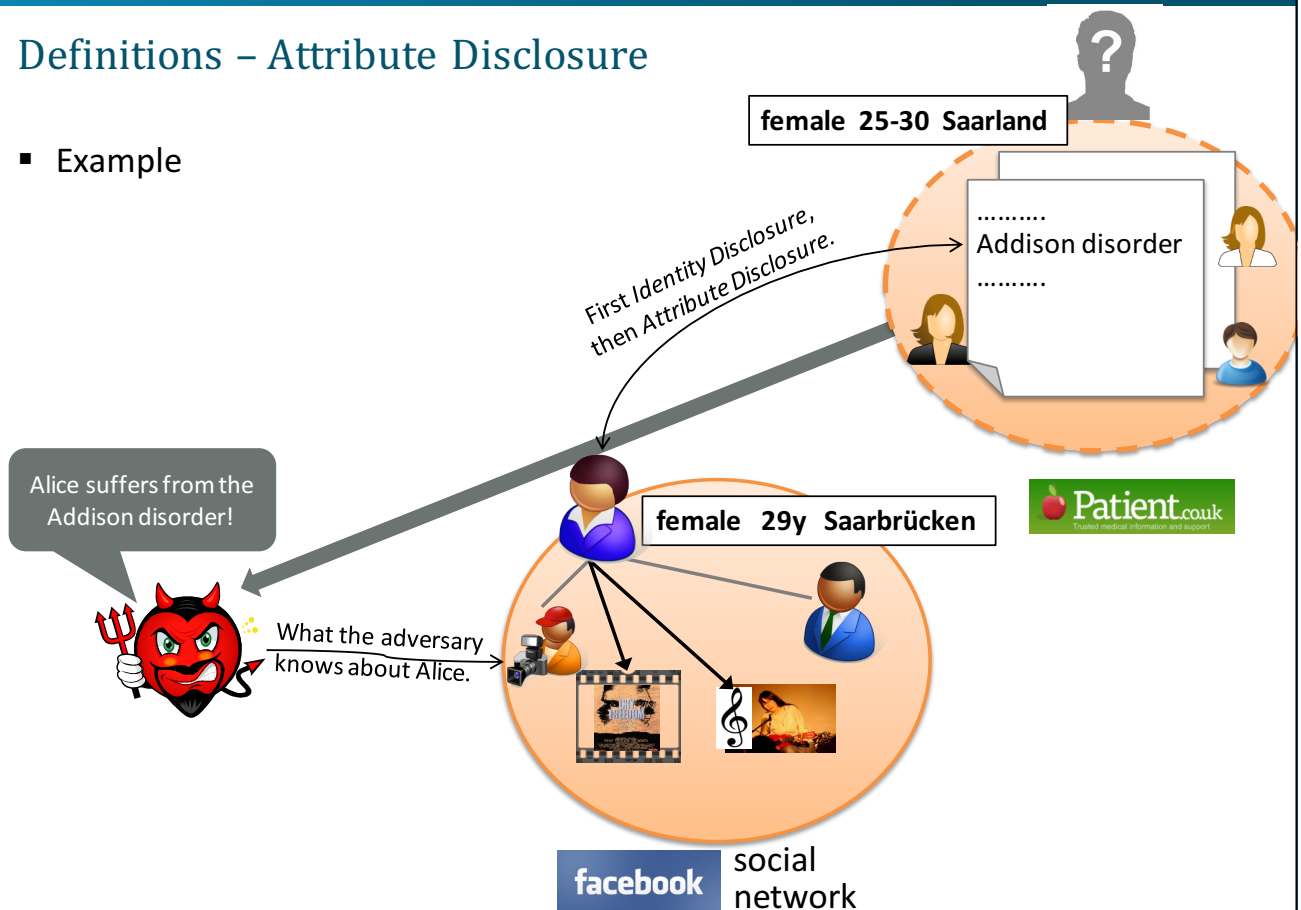 Definitions – Attribute Disclosure
▪ Example
?
female 25-30 Saarland
……….
Addison disorder
……….
First Identity Disclosure,
then Attribute Disclosure.
Patient.co.uk
Trusted medical information and support
Alice suffers from the
Addison disorder!
female 29y Saarbrücken
What the adversary
knows about Alice.
CRY
FREEDOM
facebook
social
network